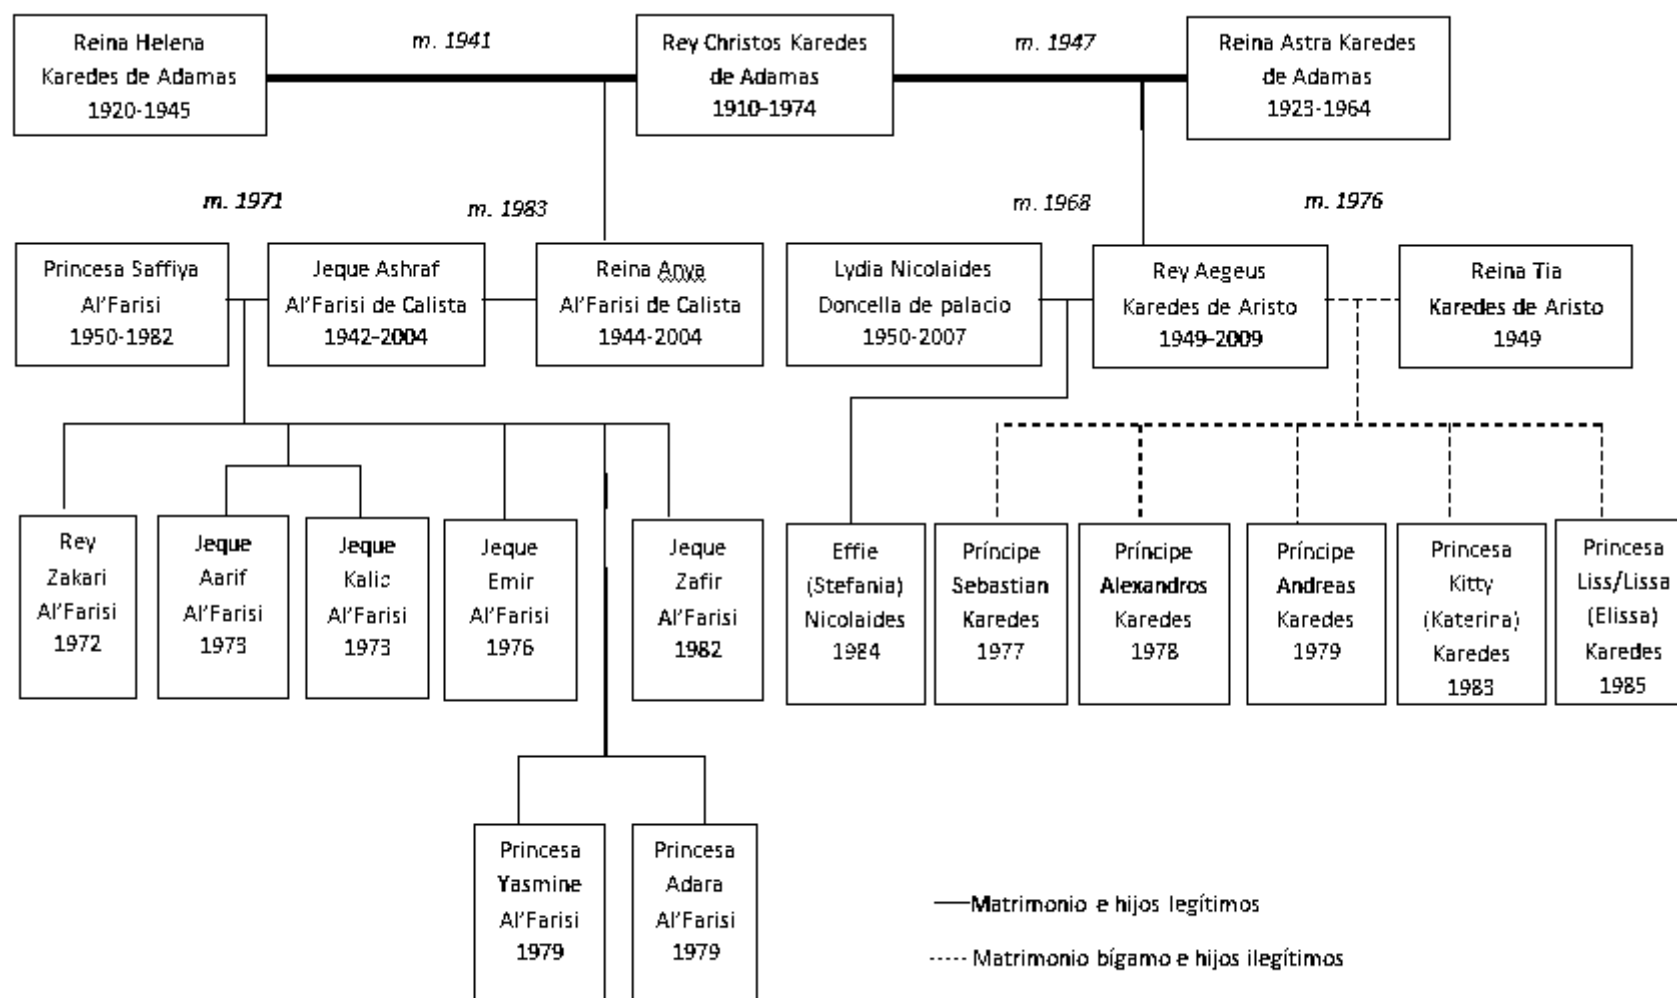 Reina Helena
Karedes de Adamas
1920-1945
m. 1941
Rey Christos Karedes
de Adamas
1910-1974
m. 1947
Reina Astra Karedes
de Adamas
1923-1964
m. 1971
m. 1983
m. 1968
m. 1976
Princesa Saffiya
Al'Farisi
1950-1982
Jeque Ashraf
Al'Farisi de Calista
1942-2004
Reina Anya
Al'Farisi de Calista
1944-2004
Lydia Nicolaides
Doncella de palacio
1950-2007
Rey Aegeus
Karedes de Aristo
1949-2009
Reina Tia
Karedes de Aristo
1949
Rey
Zakari
Al'Farisi
1972
Jeque
Aarif
Al'Farisi
1973
Jeque
Kalic
Al'Farisi
1973
Jeque
Emir
Al'Farisi
1976
Jeque
Zafir
Al'Farisi
1982
Effie
(Stefania)
Nicolaides
1984
Príncipe
Sebastian
Karedes
1977
Príncipe
Alexandros
Karedes
1978
Príncipe
Andreas
Karedes
1979
Princesa
Kitty
(Katerina)
Karedes
1983
Princesa
Liss/Lissa
(Elissa)
Karedes
1985
Princesa
Yasmine
Al'Farisi
1979
Princesa
Adara
Al'Farisi
1979
Matrimonio e hijos legítimos
Matrimonio bígamo e hijos ilegítimos